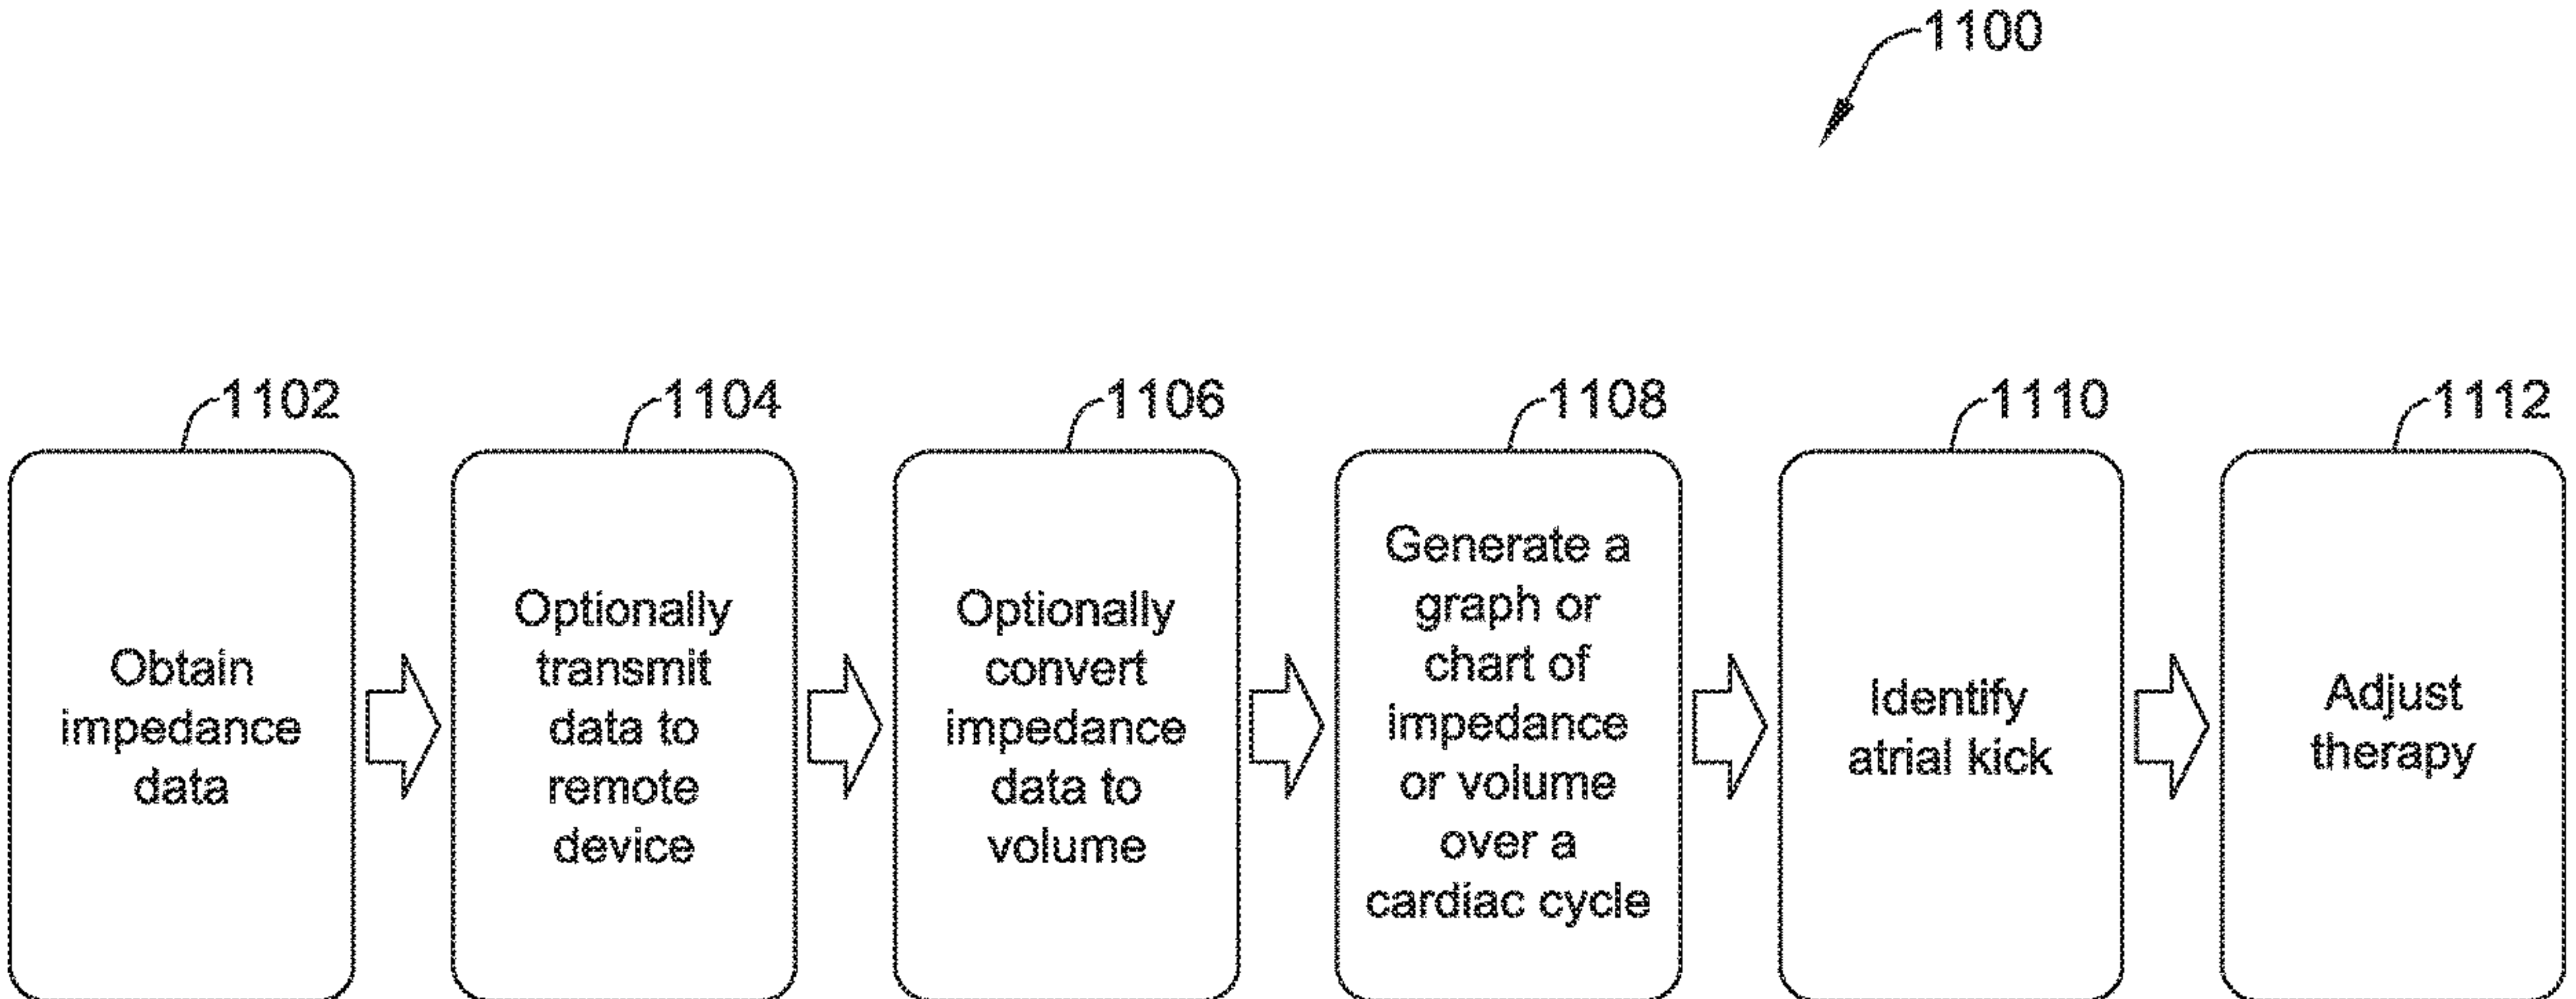 1100
1102
1104
1106
1108
1110
1112
Obtain
impedance
data
Optionally
transmit
data to
remote
device
Optionally
convert
impedance
data to
volume
Generate a
graph or
chart of
impedance
or volume
over a
cardiac cycle
Identify
atrial kick
Adjust
therapy